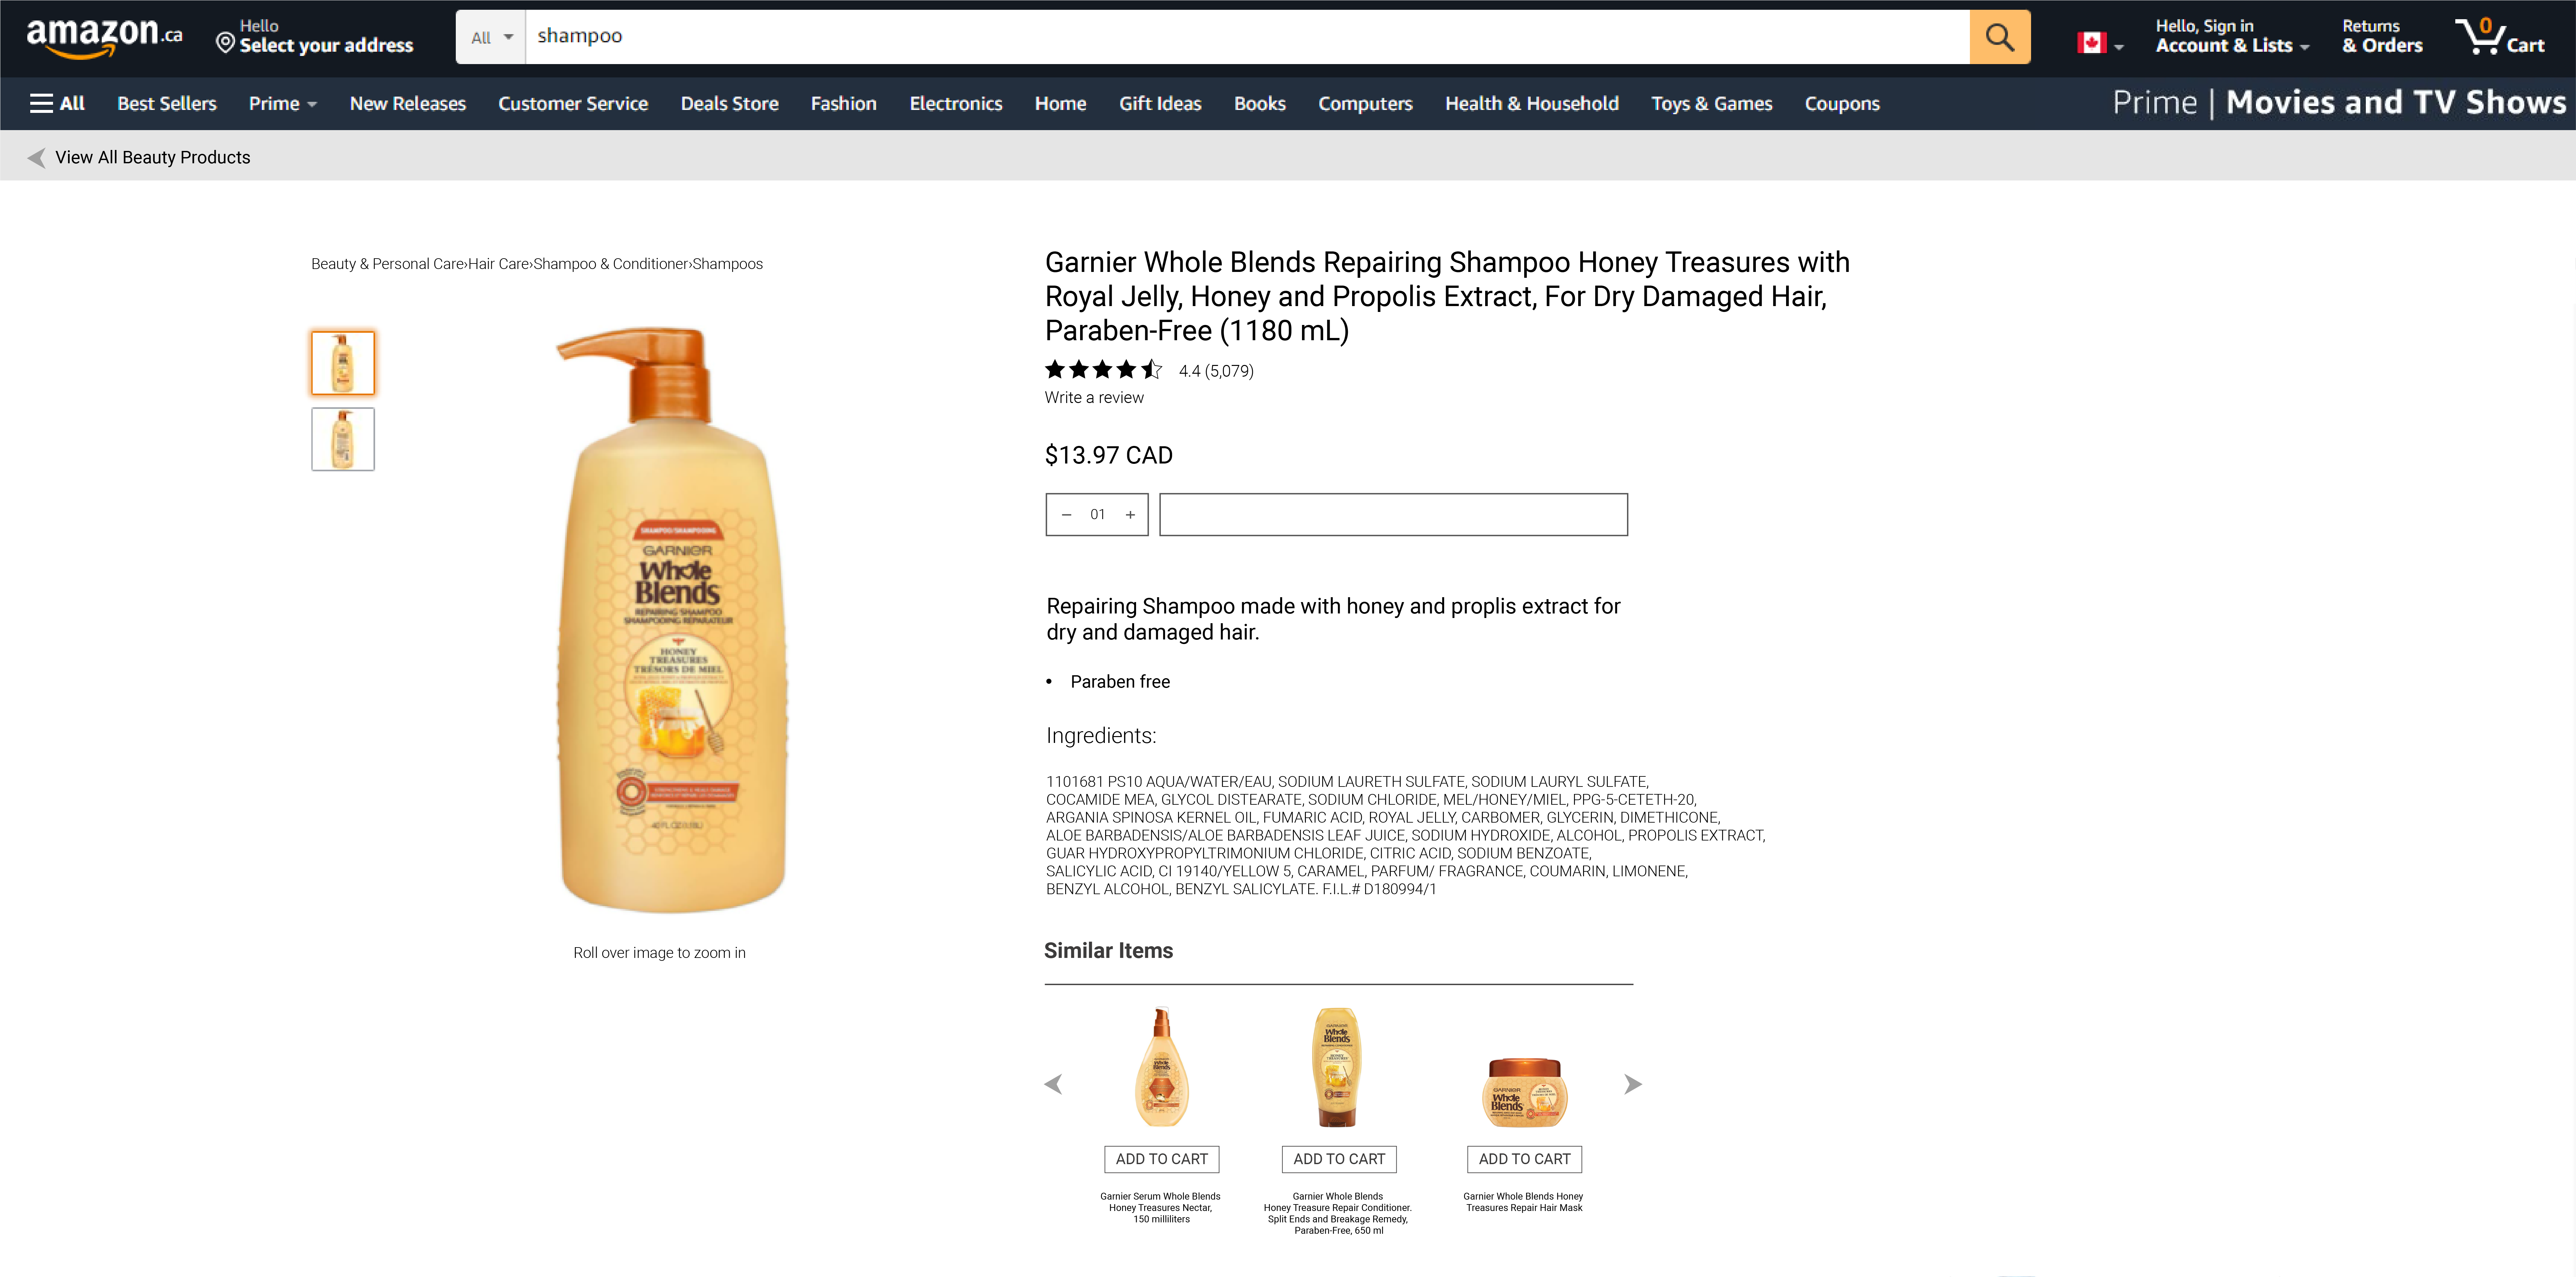 amazon.ca
Hello
Select your address
All
shampoo
Hello, Sign in
Account & Lists
Returns
& Orders
0
Cart
All
Best Sellers
Prime
New Releases
Customer Service
Deals Store
Fashion
Electronics
Home
Gift Ideas
Books
Computers
Health & Household
Toys & Games
Coupons
Prime | Movies and TV Shows
View All Beauty Products
Beauty & Personal Care›Hair Care›Shampoo & Conditioner›Shampoos
SHAMPOO/SHAMPOOING
GARNIER
Whole
Blends
REPAIRING SHAMPOO
SHAMPOOING RÉPARATEUR
HONEY
TREASURES
TRÉSORS DE MIEL
Roll over image to zoom in
Garnier Whole Blends Repairing Shampoo Honey Treasures with
Royal Jelly, Honey and Propolis Extract, For Dry Damaged Hair,
Paraben-Free (1180 mL)
4.4 (5,079)
Write a review
$13.97 CAD
− 01 +
Repairing Shampoo made with honey and proplis extract for
dry and damaged hair.
• Paraben free
Ingredients:
1101681 PS10 AQUA/WATER/EAU, SODIUM LAURETH SULFATE, SODIUM LAURYL SULFATE,
COCAMIDE MEA, GLYCOL DISTEARATE, SODIUM CHLORIDE, MEL/HONEY/MIEL, PPG-5-CETETH-20,
ARGANIA SPINOSA KERNEL OIL, FUMARIC ACID, ROYAL JELLY, CARBOMER, GLYCERIN, DIMETHICONE,
ALOE BARBADENSIS/ALOE BARBADENSIS LEAF JUICE, SODIUM HYDROXIDE, ALCOHOL, PROPOLIS EXTRACT,
GUAR HYDROXYPROPYLTRIMONIUM CHLORIDE, CITRIC ACID, SODIUM BENZOATE,
SALICYLIC ACID, CI 19140/YELLOW 5, CARAMEL, PARFUM/ FRAGRANCE, COUMARIN, LIMONENE,
BENZYL ALCOHOL, BENZYL SALICYLATE. F.I.L.# D180994/1
Similar Items
Whole
Blends
GARNIER
Whole
Blends
GARNIER
Whole
Blends
ADD TO CART
ADD TO CART
ADD TO CART
Garnier Serum Whole Blends
Honey Treasures Nectar,
150 milliliters
Garnier Whole Blends
Honey Treasure Repair Conditioner.
Split Ends and Breakage Remedy,
Paraben-Free, 650 ml
Garnier Whole Blends Honey
Treasures Repair Hair Mask